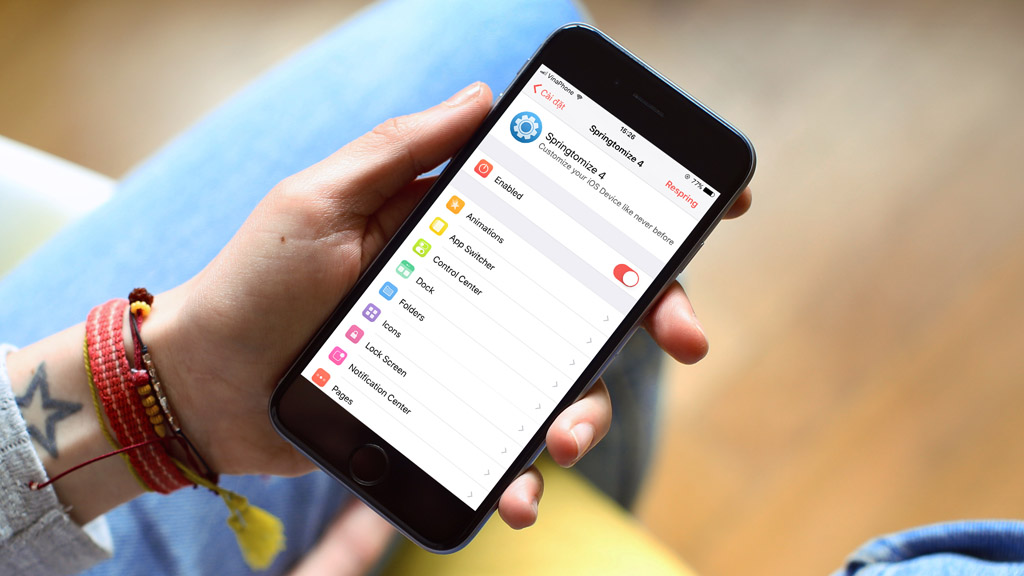 VinaPhone 15:26 77%
Cài đặt Springtomize 4 Respring
Springtomize 4
Customize your iOS Device like never before
Enabled
Animations
App Switcher
Control Center
Dock
Folders
Icons
Lock Screen
Notification Center
Pages